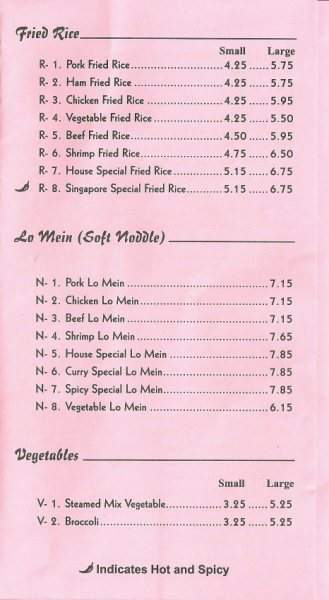 Fried Rice
Small Large
R- 1. Pork Fried Rice 4.25 5.75
R- 2. Ham Fried Rice 4.25 5.75
R- 3. Chicken Fried Rice 4.25 5.95
R- 4. Vegetable Fried Rice 4.25 5.50
R- 5. Beef Fried Rice 4.50 5.95
R- 6. Shrimp Fried Rice 4.75 6.50
R- 7. House Special Fried Rice 5.15 6.75
R- 8. Singapore Special Fried Rice 5.15 6.75
Lo Mein (Soft Noddle)
N- 1. Pork Lo Mein 7.15
N- 2. Chicken Lo Mein 7.15
N- 3. Beef Lo Mein 7.15
N- 4. Shrimp Lo Mein 7.65
N- 5. House Special Lo Mein 7.85
N- 6. Curry Special Lo Mein 7.85
N- 7. Spicy Special Lo Mein 7.85
N- 8. Vegetable Lo Mein 6.15
Vegetables
Small Large
V- 1. Steamed Mix Vegetable 3.25 5.25
V- 2. Broccoli 3.25 5.25
Indicates Hot and Spicy